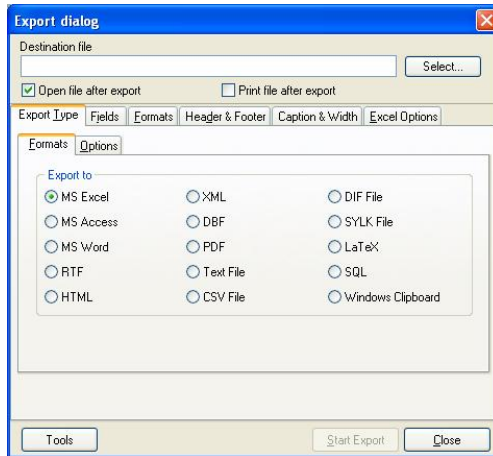 Export dialog
Destination file
Select...
Open file after export Print file after export
Export Type Fields Formats Header & Footer Caption & Width Excel Options
Formats Options
Export to
MS Excel XML DIF File
MS Access DBF SYLK File
MS Word PDF LaTeX
RTF Text File SQL
HTML CSV File Windows Clipboard
Tools Start Export Close